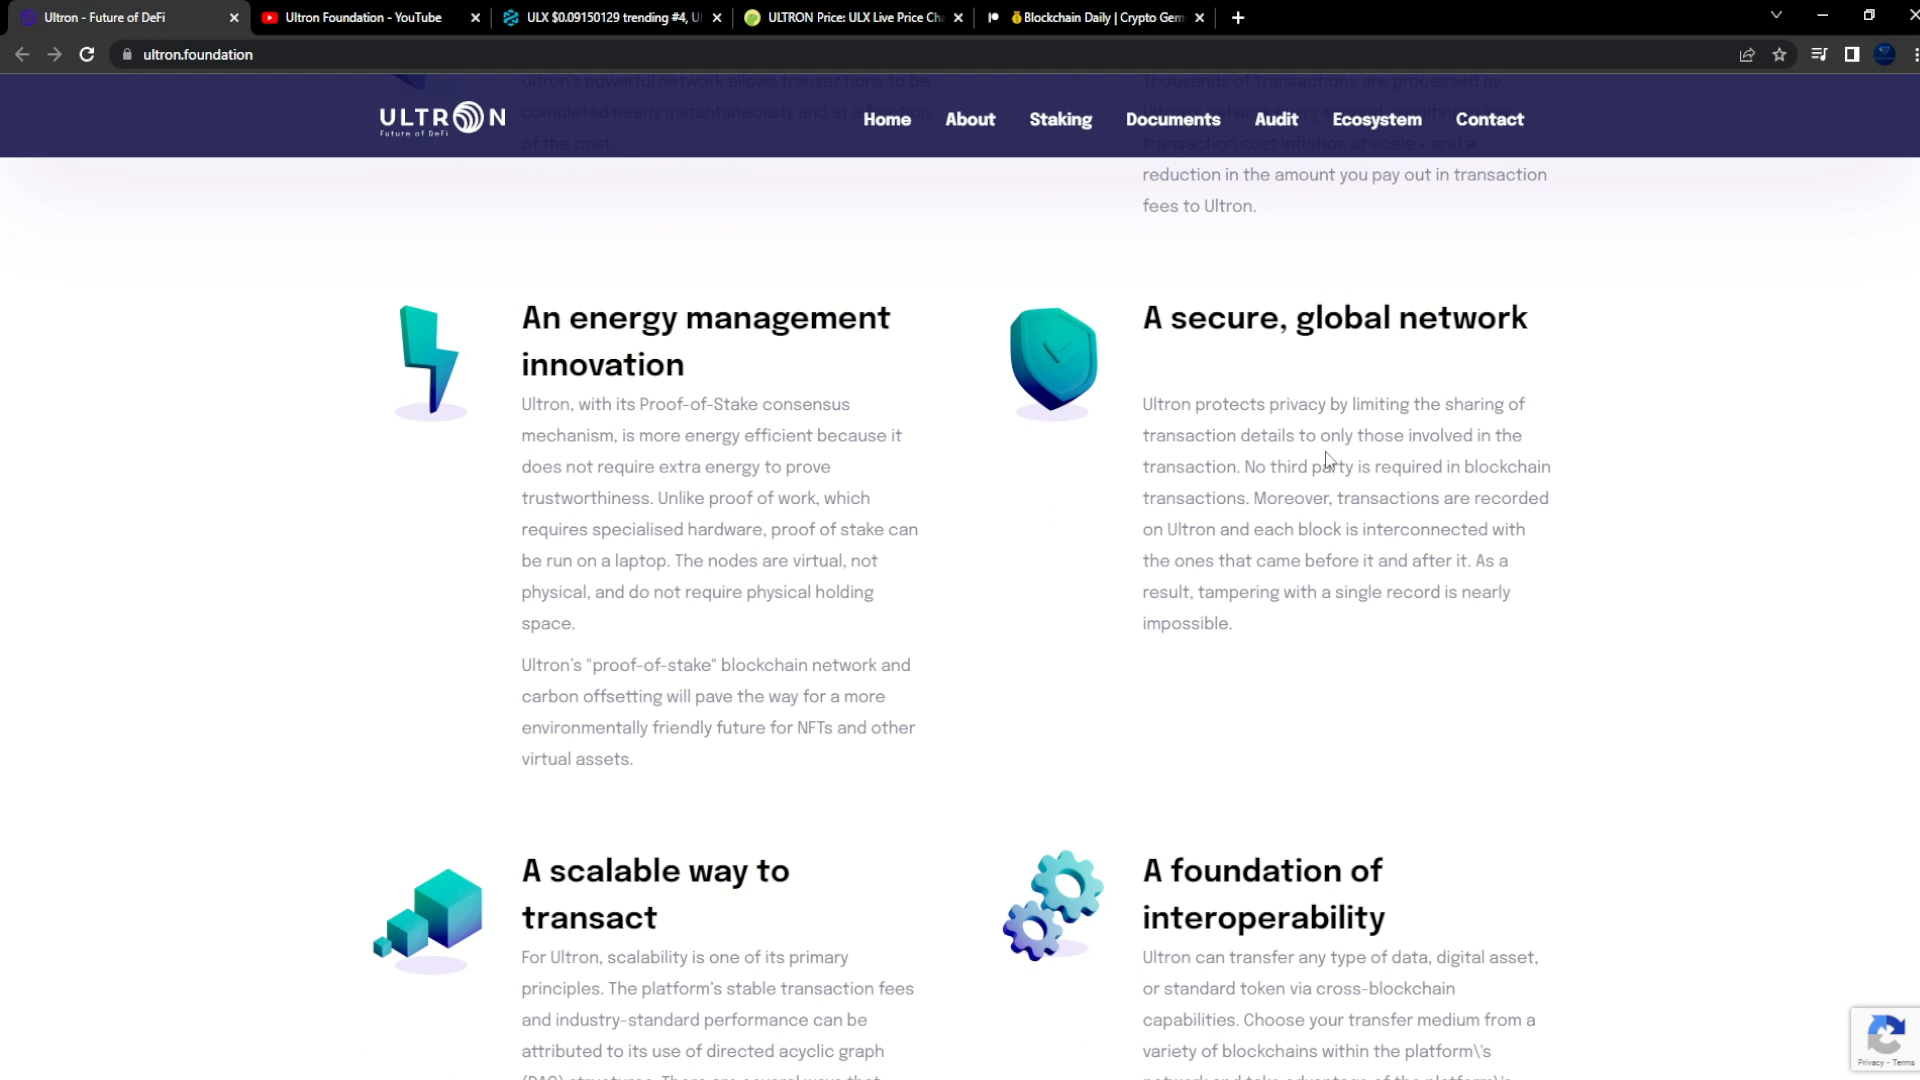 Ultron - Future of DeFi
Ultron Foundation - YouTube
ULX $0.09150129 trending #4, U
ULTRON Price: ULX Live Price Ch
Blockchain Daily | Crypto Gem
ultron.foundation
ULTRON
Future of DeFi
Home
About
Staking
Documents
Audit
Ecosystem
Contact
Ultron's powerful network allows transactions to be
completed nearly instantaneously and at a fraction
of the cost.
Thousands of transactions are processed by
transaction cost inflation at scale – and a
reduction in the amount you pay out in transaction
fees to Ultron.
An energy management
innovation
Ultron, with its Proof-of-Stake consensus
mechanism, is more energy efficient because it
does not require extra energy to prove
trustworthiness. Unlike proof of work, which
requires specialised hardware, proof of stake can
be run on a laptop. The nodes are virtual, not
physical, and do not require physical holding
space.
Ultron's "proof-of-stake" blockchain network and
carbon offsetting will pave the way for a more
environmentally friendly future for NFTs and other
virtual assets.
A secure, global network
Ultron protects privacy by limiting the sharing of
transaction details to only those involved in the
transaction. No third party is required in blockchain
transactions. Moreover, transactions are recorded
on Ultron and each block is interconnected with
the ones that came before it and after it. As a
result, tampering with a single record is nearly
impossible.
A scalable way to
transact
For Ultron, scalability is one of its primary
principles. The platform's stable transaction fees
and industry-standard performance can be
attributed to its use of directed acyclic graph
A foundation of
interoperability
Ultron can transfer any type of data, digital asset,
or standard token via cross-blockchain
capabilities. Choose your transfer medium from a
variety of blockchains within the platform\'s
Privacy - Terms